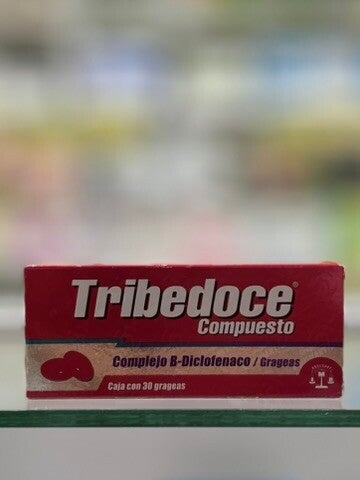 Tribedoce
Compuesto
Complejo B-Diclofenaco / Grageas
Caja con 30 grageas